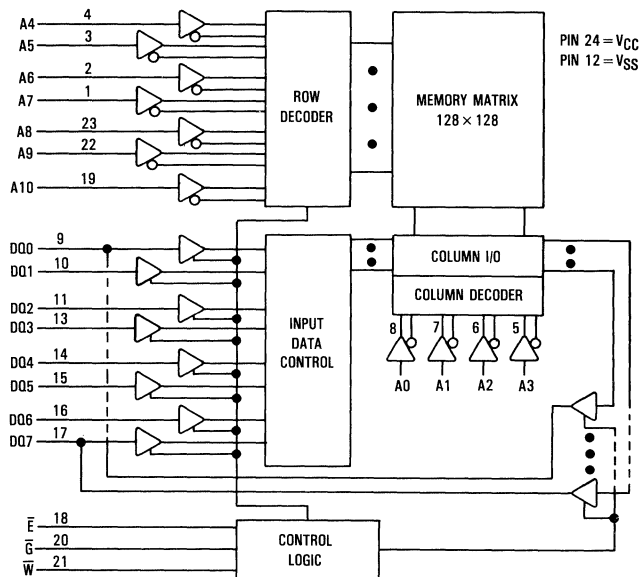 A4 4
A5 3
A6 2
A7 1
A8 23
A9 22
A10 19
ROW
DECODER
MEMORY MATRIX
128 × 128
PIN 24 = VCC
PIN 12 = VSS
DQ0 9
DQ1 10
DQ2 11
DQ3 13
DQ4 14
DQ5 15
DQ6 16
DQ7 17
INPUT
DATA
CONTROL
COLUMN I/O
COLUMN DECODER
8 7 6 5
A0 A1 A2 A3
E̅ 18
G̅ 20
W̅ 21
CONTROL
LOGIC